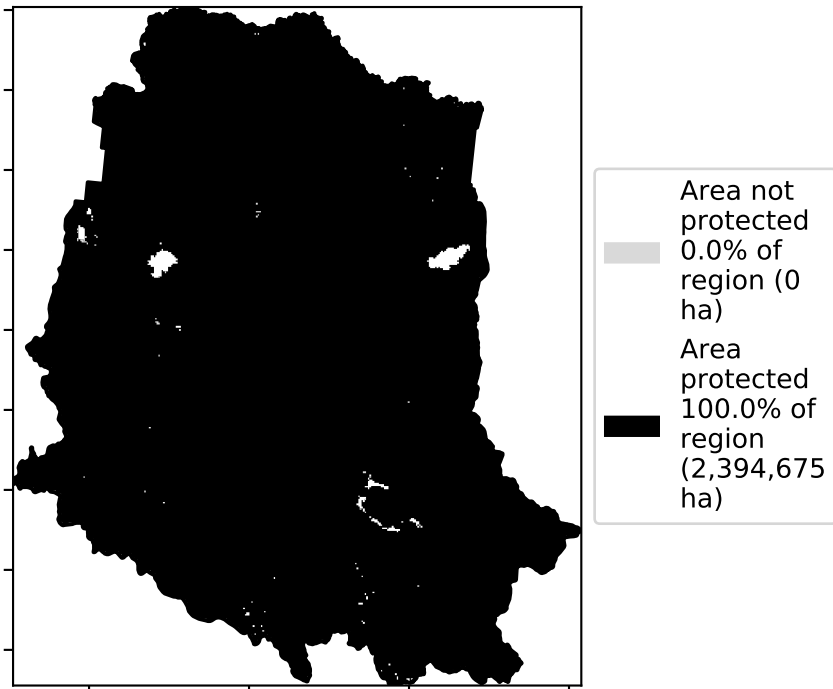 Area not
protected
0.0% of
region (0
ha)
Area
protected
100.0% of
region
(2,394,675
ha)